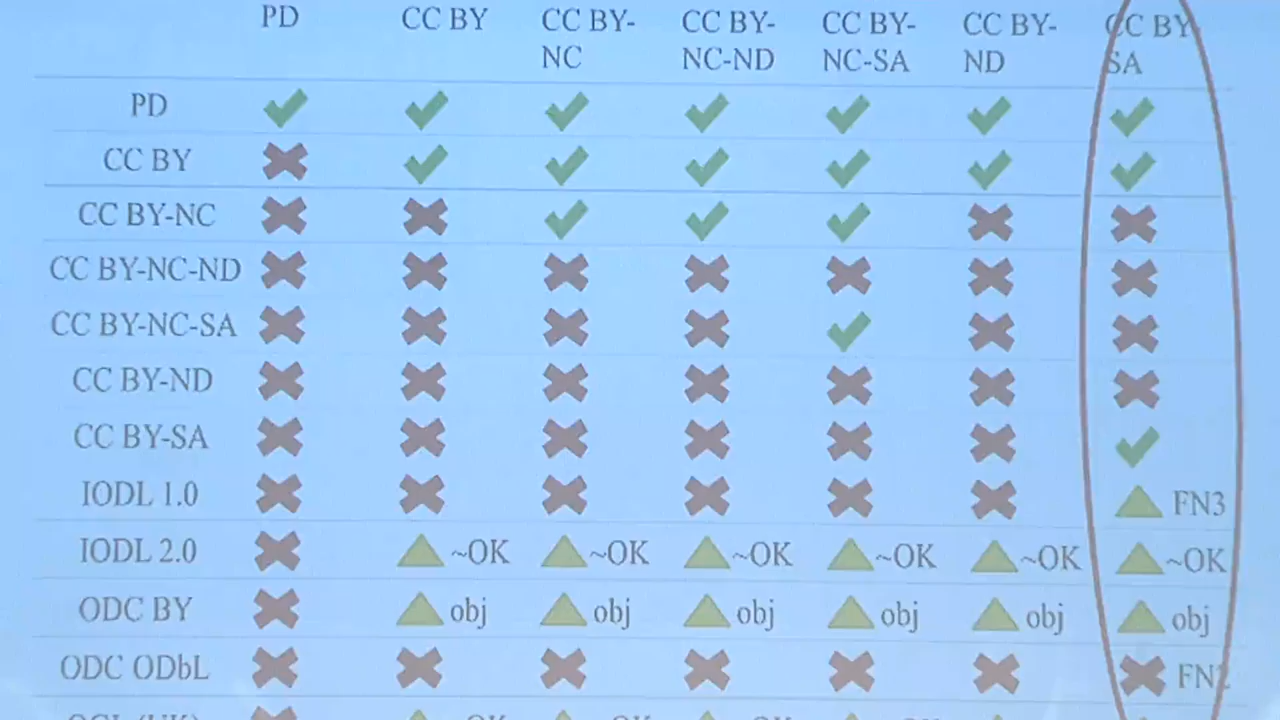 PD CC BY CC BY-NC CC BY-NC-ND CC BY-NC-SA CC BY-ND CC BY-SA
PD
CC BY
CC BY-NC
CC BY-NC-ND
CC BY-NC-SA
CC BY-ND
CC BY-SA
IODL 1.0 FN3
IODL 2.0 ~OK ~OK ~OK ~OK ~OK ~OK
ODC BY obj obj obj obj obj obj
ODC ODbL